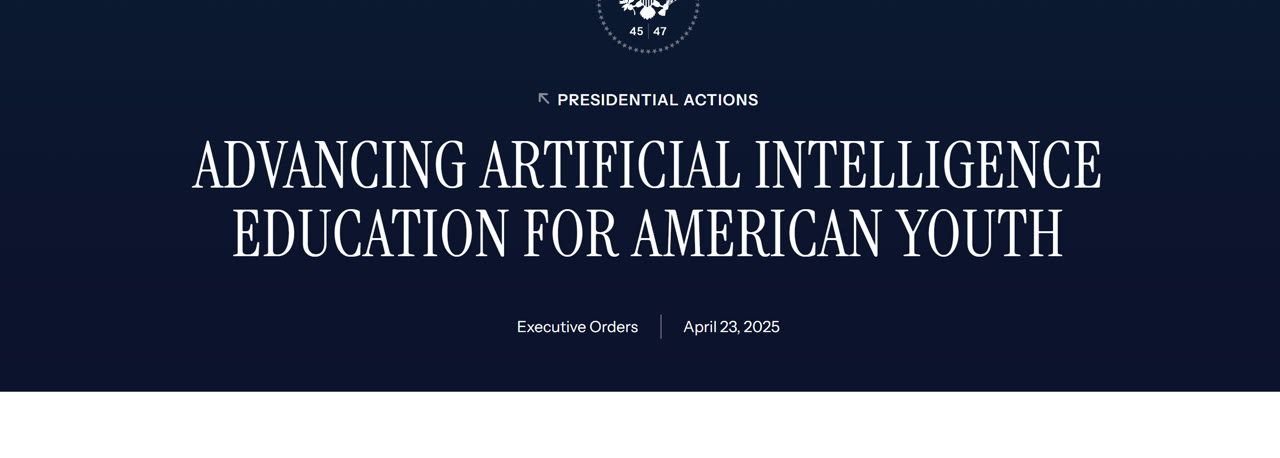 45 | 47
PRESIDENTIAL ACTIONS
ADVANCING ARTIFICIAL INTELLIGENCE
EDUCATION FOR AMERICAN YOUTH
Executive Orders | April 23, 2025